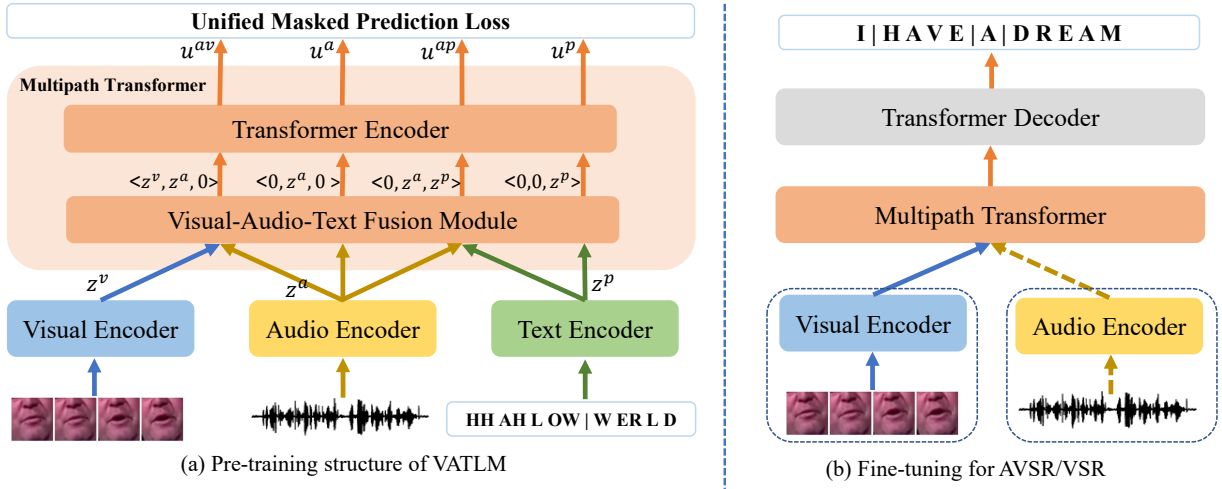 Unified Masked Prediction Loss
u^{av} u^{a} u^{ap} u^{p}
Multipath Transformer
Transformer Encoder
<z^{v}, z^{a}, 0> <0, z^{a}, 0 > <0, z^{a}, z^{p}> <0,0, z^{p}>
Visual-Audio-Text Fusion Module
z^{v} z^{a} z^{p}
Visual Encoder Audio Encoder Text Encoder
HH AH L OW | W ER L D
(a) Pre-training structure of VATLM
I | H A V E | A | D R E A M
Transformer Decoder
Multipath Transformer
Visual Encoder Audio Encoder
(b) Fine-tuning for AVSR/VSR